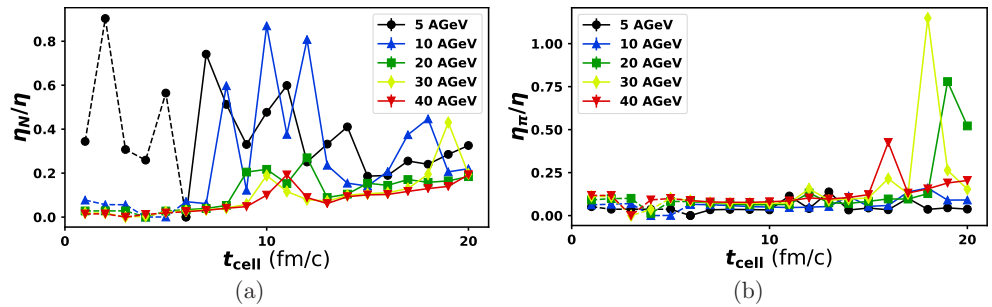 0.8
0.6
0.4
0.2
0.0
η_N/η
0
10
20
t_cell (fm/c)
5 AGeV
10 AGeV
20 AGeV
30 AGeV
40 AGeV
(a)
1.00
0.75
0.50
0.25
0.00
η_π/η
0
10
20
t_cell (fm/c)
5 AGeV
10 AGeV
20 AGeV
30 AGeV
40 AGeV
(b)